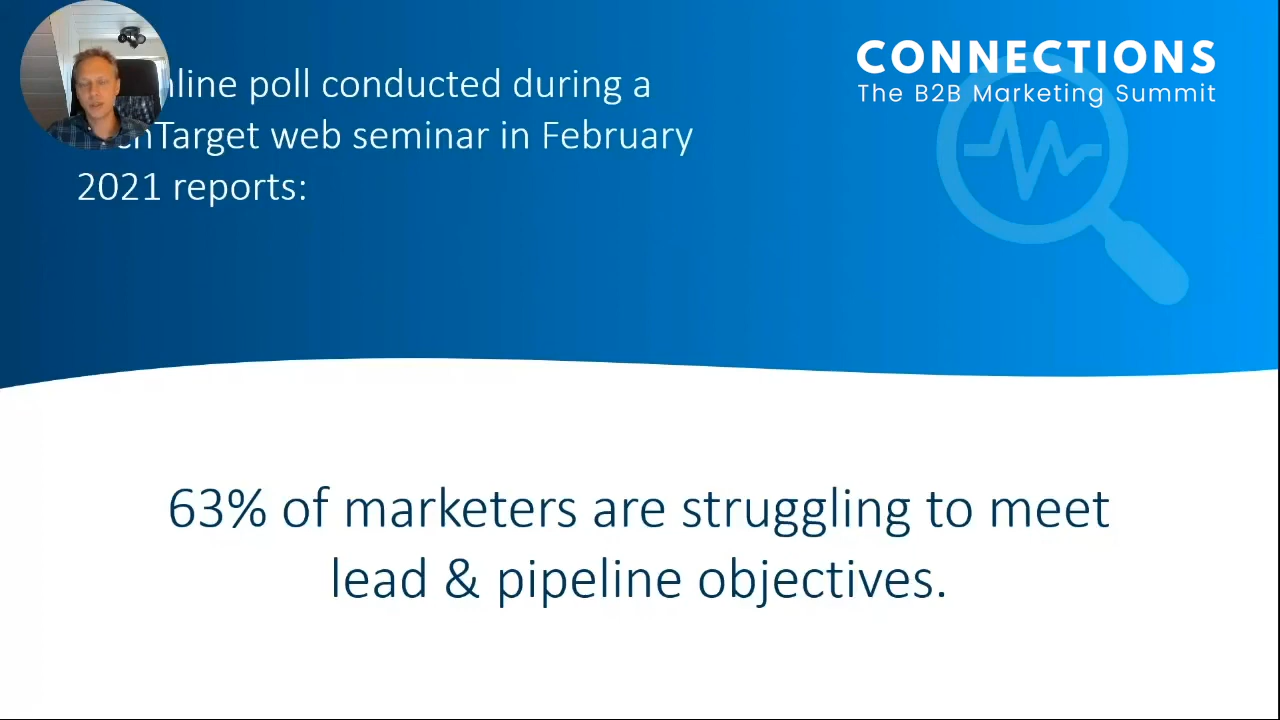 nline poll conducted during a
nTarget web seminar in February
2021 reports:
CONNECTIONS
The B2B Marketing Summit
63% of marketers are struggling to meet
lead & pipeline objectives.